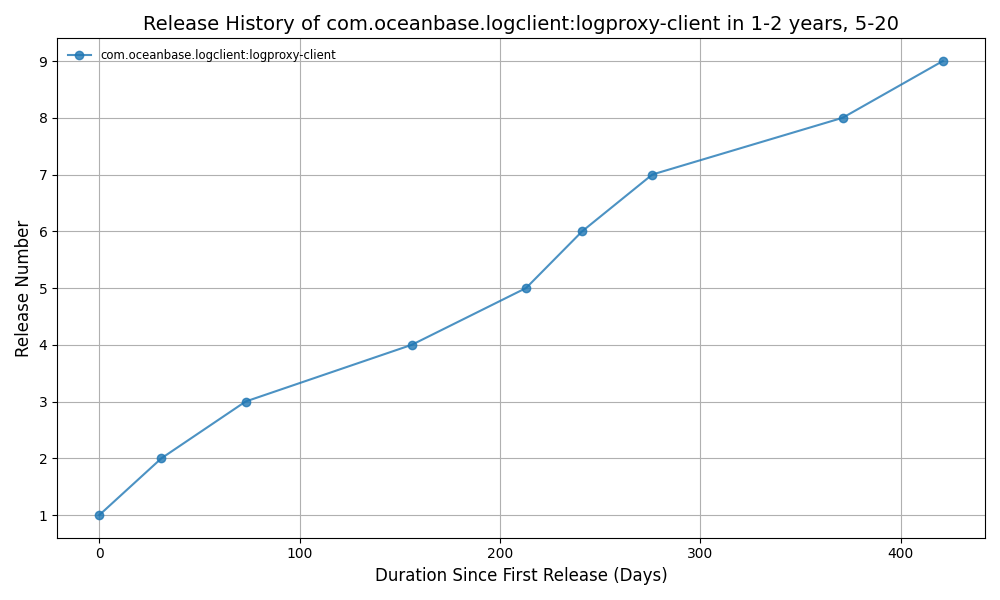 Release History of com.oceanbase.logclient:logproxy-client in 1-2 years, 5-20
com.oceanbase.logclient:logproxy-client
Release Number
9
8
7
6
5
4
3
2
1
0 100 200 300 400
Duration Since First Release (Days)